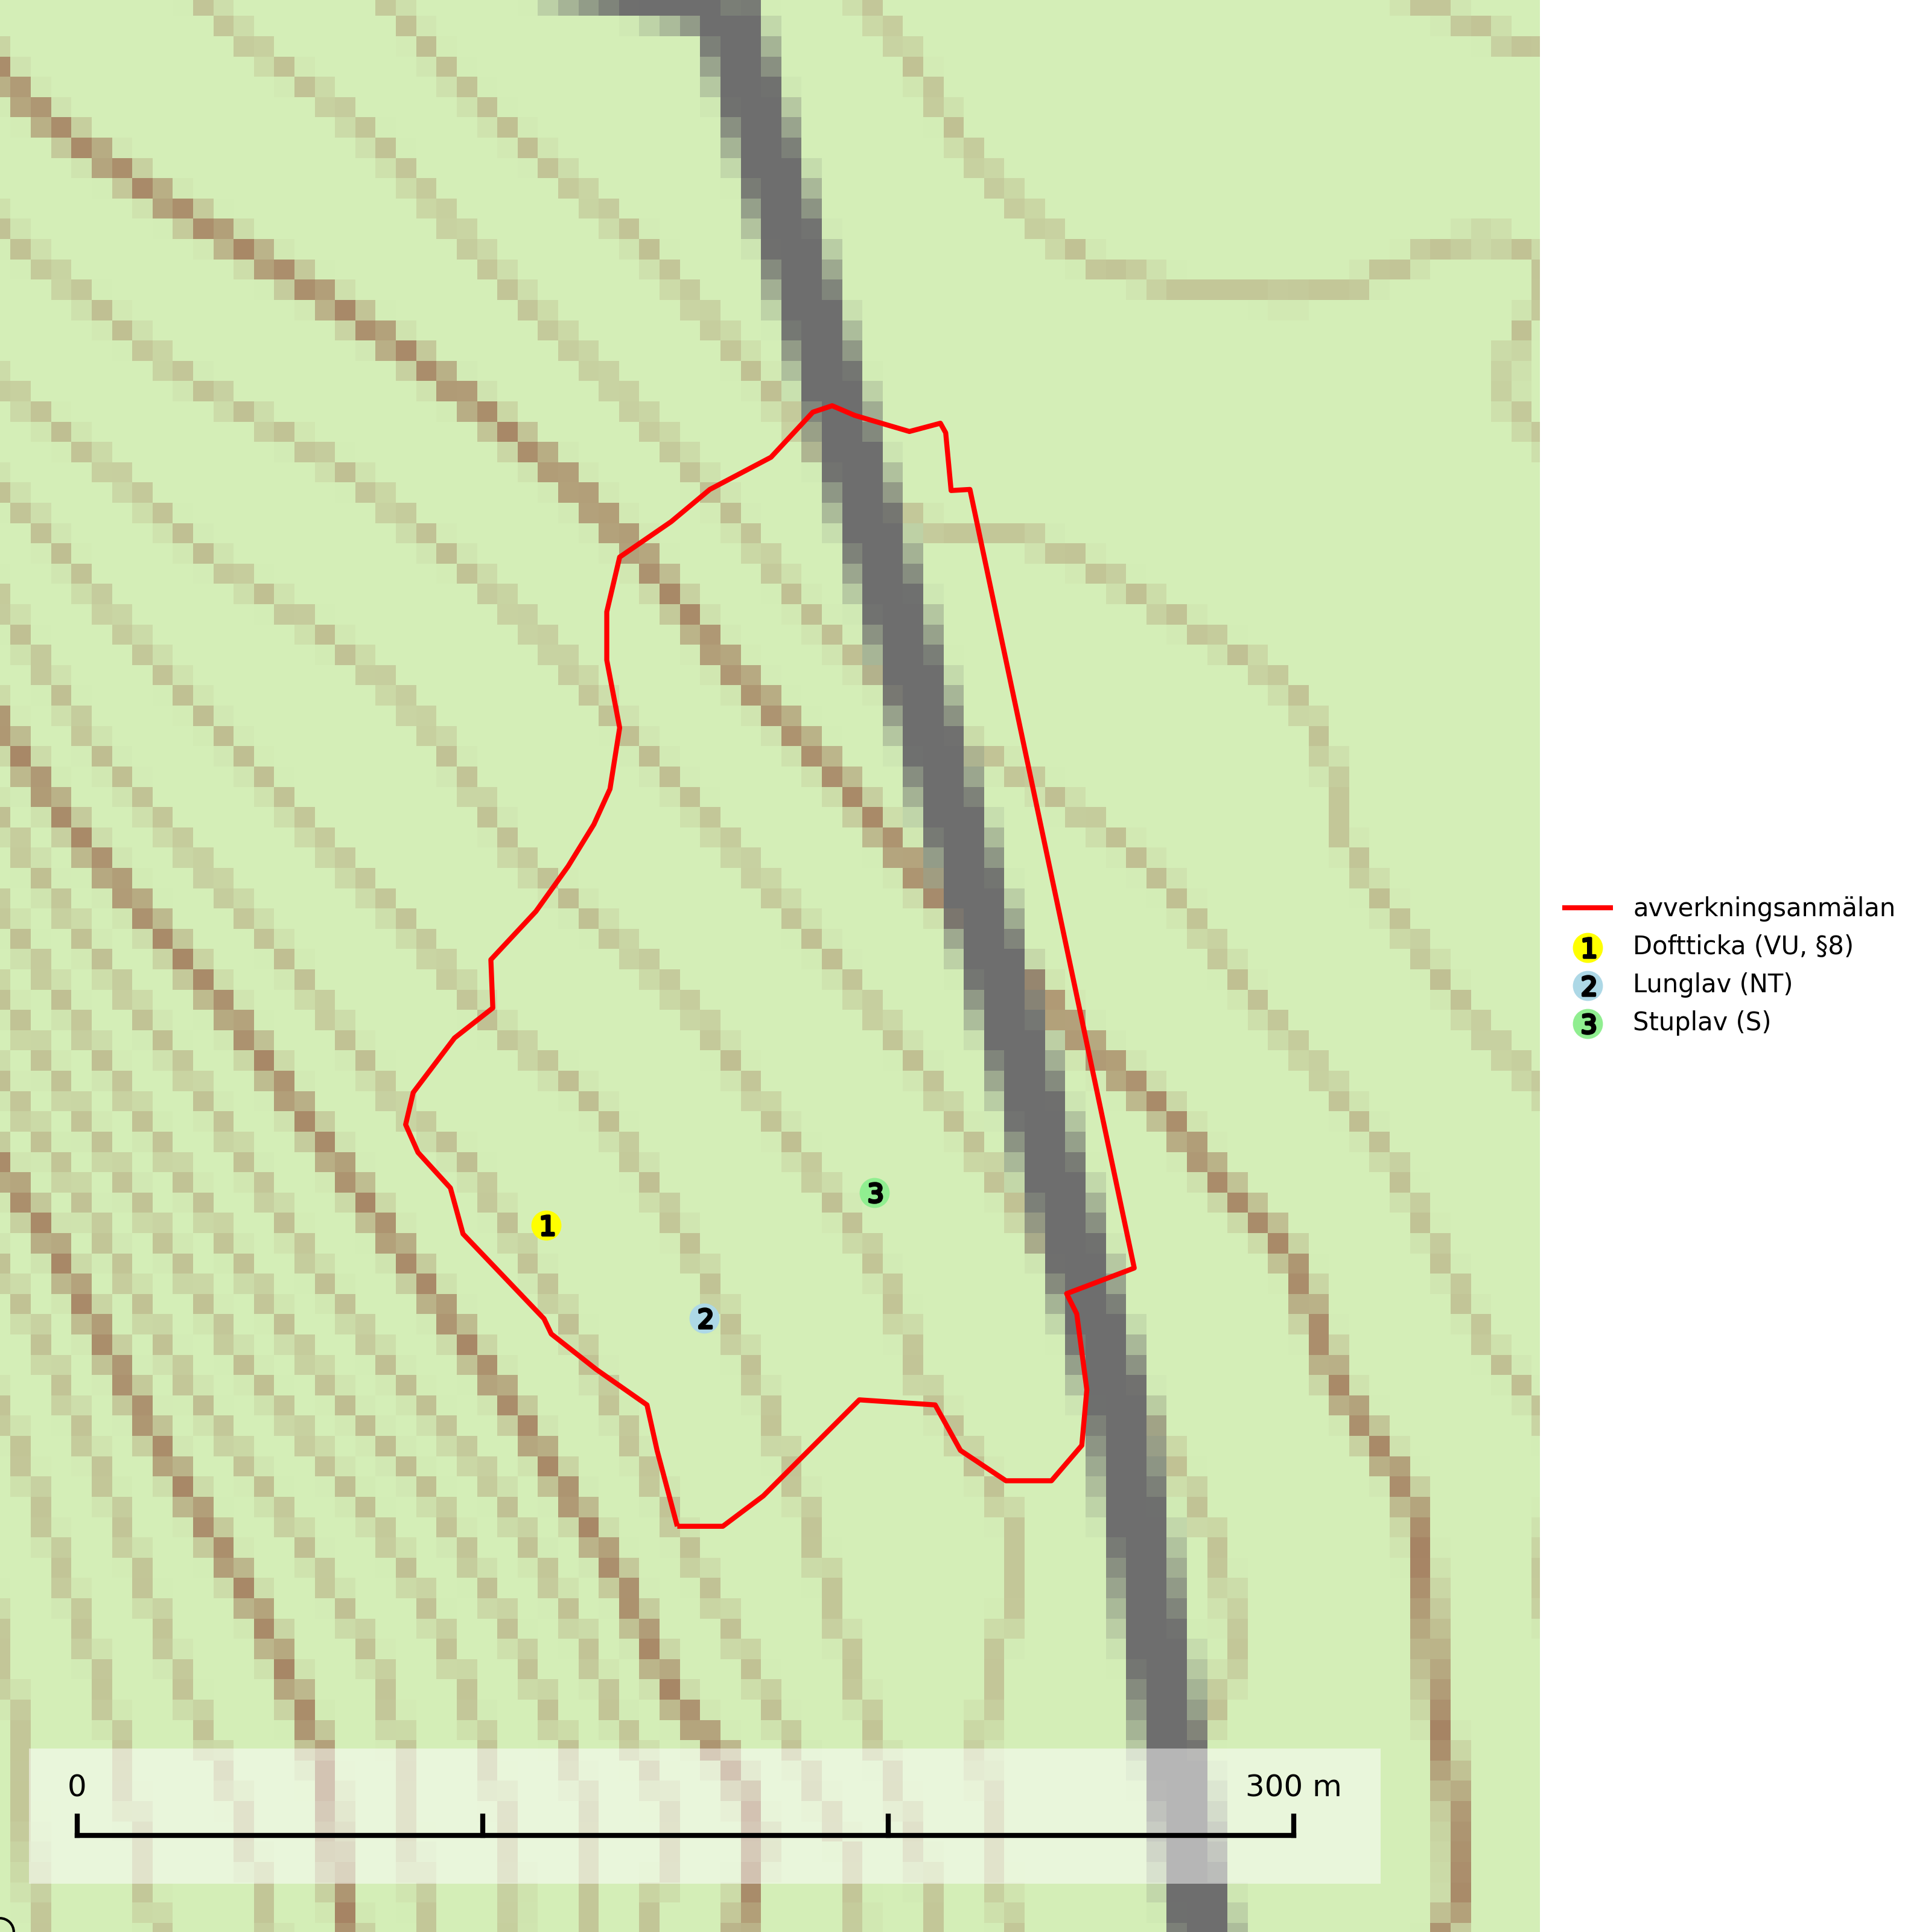 avverkningsanmälan
1 Doftticka (VU, §8)
2 Lunglav (NT)
3 Stuplav (S)
3
1
2
0 300 m